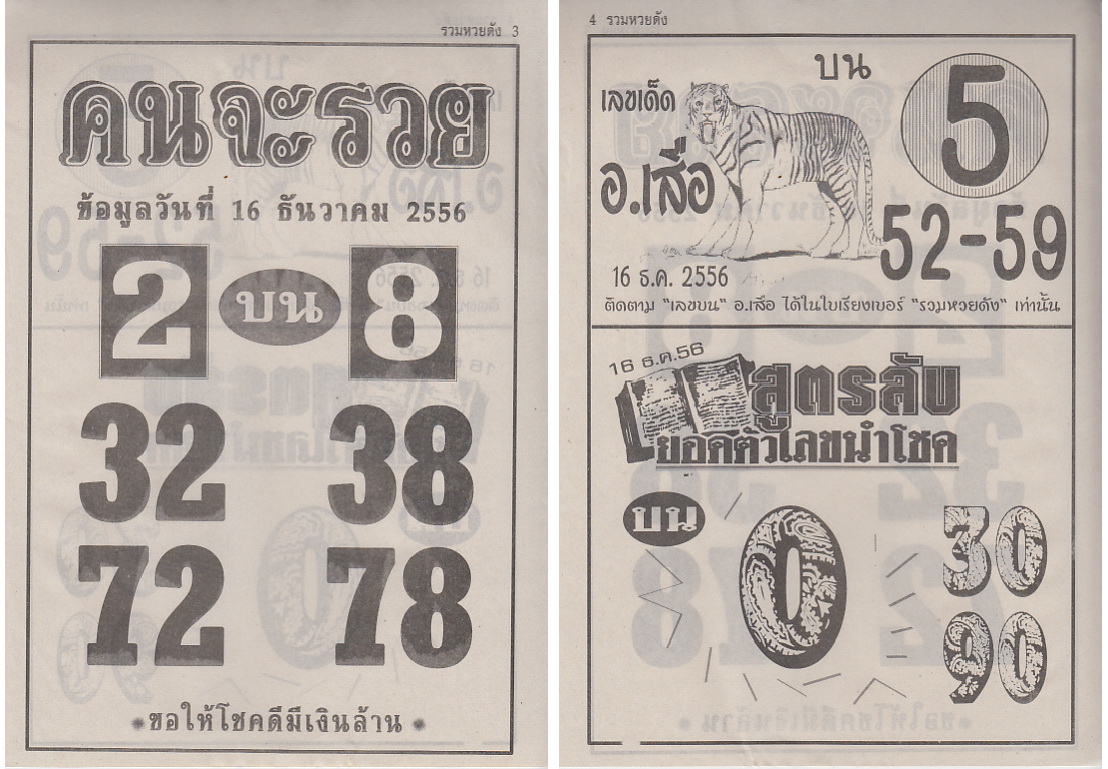 รวมหวยดัง 3
คนจะรวย
ข้อมูลวันที่ 16 ธันวาคม 2556
2 บน 8
32 38
72 78
ขอให้โชคดีมีเงินล้าน
4 รวมหวยดัง
บน
เลขเด็ด
5
อ.เสือ
52-59
16 ธ.ค. 2556
ติดตาม "เลขบน" อ.เสือ ได้ในใบเรียงเบอร์ "รวมหวยดัง" เท่านั้น
16 ธ.ค.56
สูตรลับ
ยอดตัวเลขนำโชค
บน
0
30
90